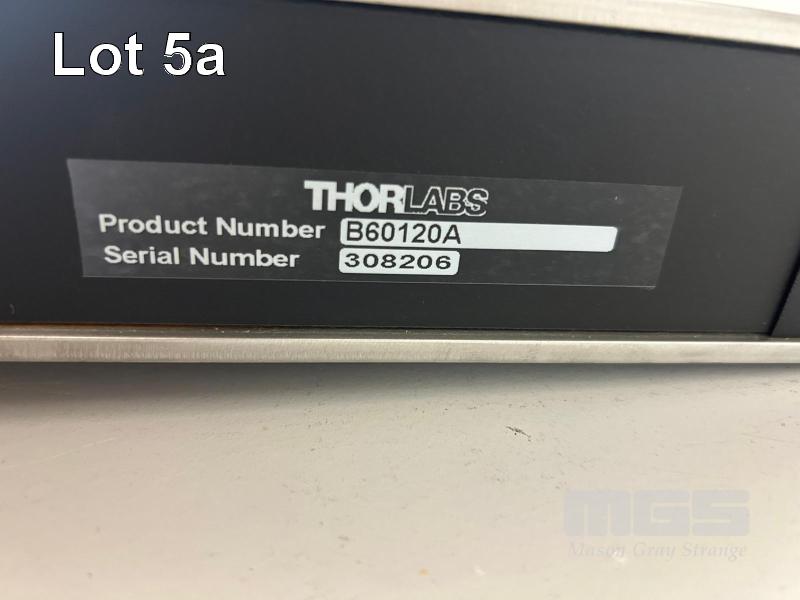 Lot 5a
THORLABS
Product Number B60120A
Serial Number 308206
MGS
Mason Gray Strange